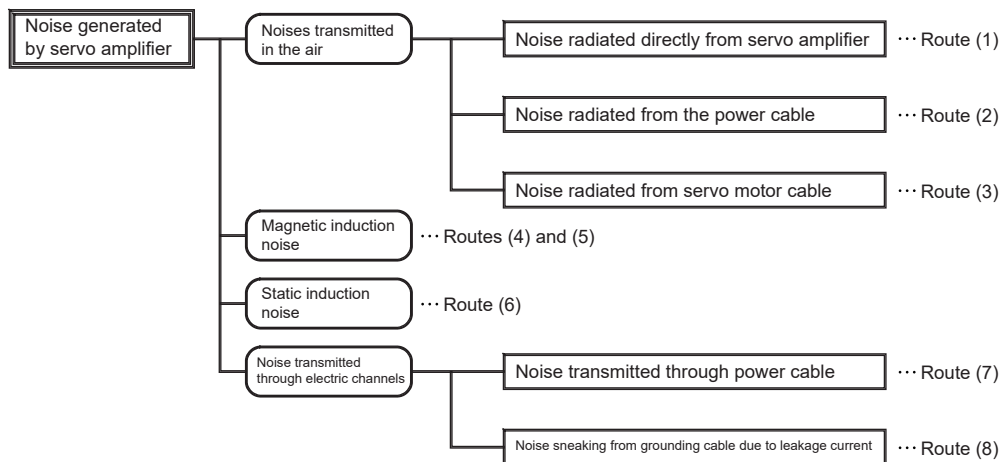 Noise generated
by servo amplifier
Noises transmitted
in the air
Noise radiated directly from servo amplifier
⋯ Route (1)
Noise radiated from the power cable
⋯ Route (2)
Noise radiated from servo motor cable
⋯ Route (3)
Magnetic induction
noise
⋯ Routes (4) and (5)
Static induction
noise
⋯ Route (6)
Noise transmitted
through electric channels
Noise transmitted through power cable
⋯ Route (7)
Noise sneaking from grounding cable due to leakage current
⋯ Route (8)